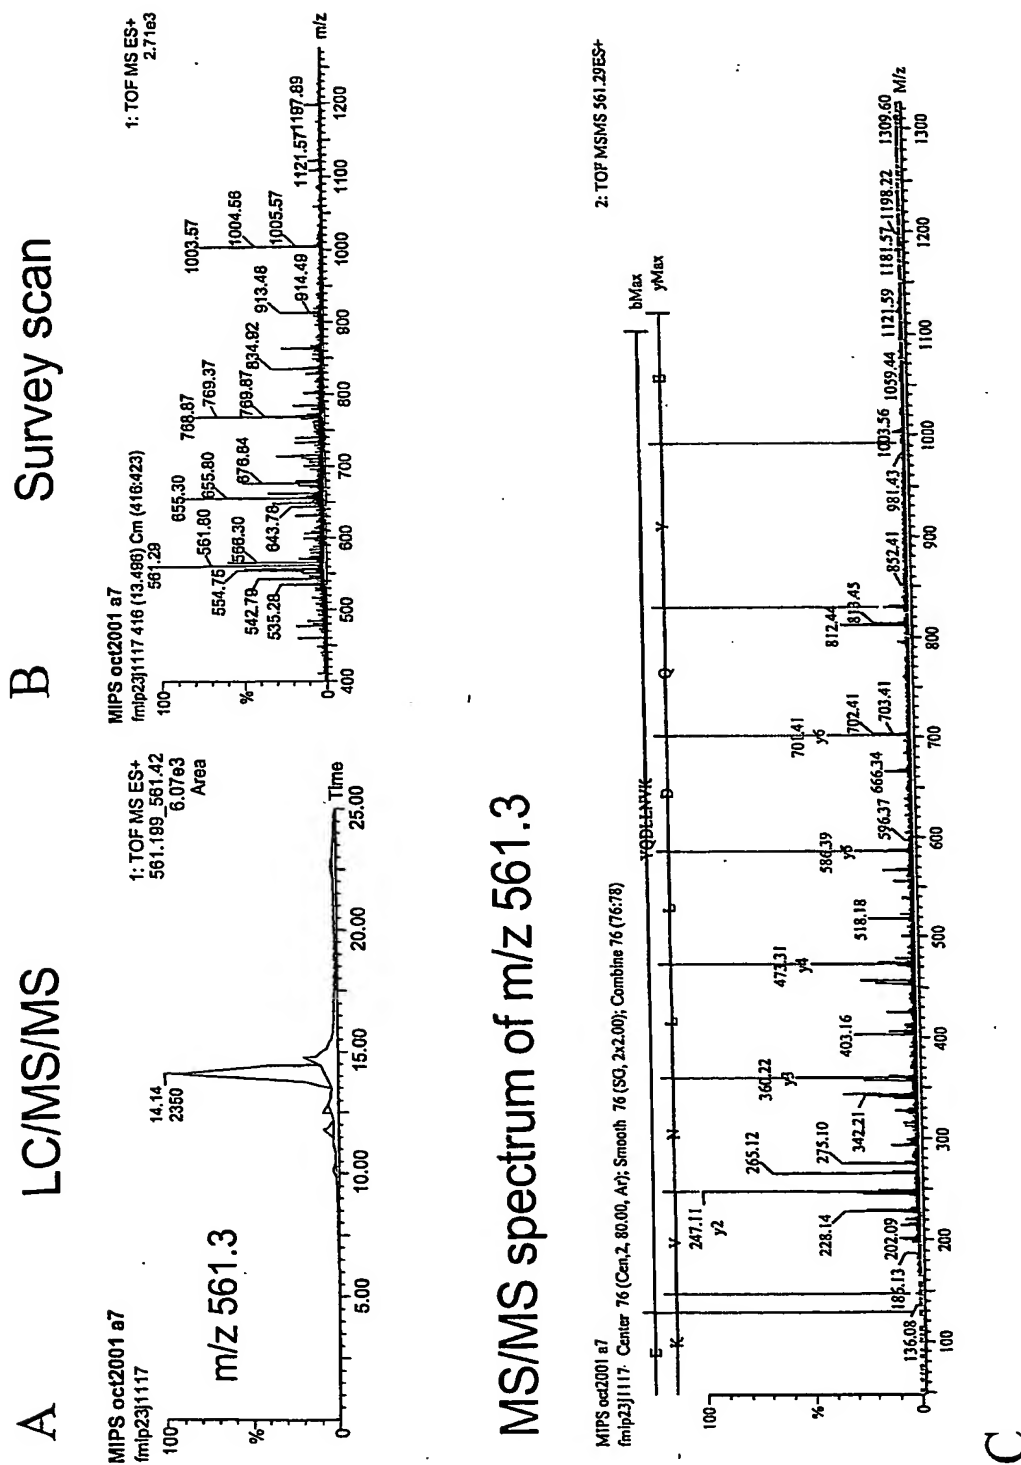 A
LC/MS/MS
MIPS oct2001 a7
fmlp23j1117
1: TOF MS ES+
561.199_561.42
6.07e3
Area
100
%
0
14.14
2350
m/z 561.3
5.00
10.00
15.00
20.00
25.00
Time
B
Survey scan
MIPS oct2001 a7
fmlp23j1117 416 (13.496) Cm (416:423)
1: TOF MS ES+
2.71e3
100
%
0
561.29
561.80
554.75
566.30
542.79
535.28
655.30
655.80
643.78
676.84
768.87
769.37
769.87
834.92
913.48
914.49
1003.57
1004.56
1005.57
1121.57
1197.89
400
500
600
700
800
900
1000
1100
1200
m/z
MS/MS spectrum of m/z 561.3
MIPS oct2001 a7
fmlp23j1117 Center 76 (Cen,2, 80.00, Ar); Smooth 76 (SG, 2x2.00); Combine 76 (76:78)
2: TOF MSMS 561.29ES+
YQDLLNVK
bMax
yMax
E
K
V
N
L
L
D
Q
Y
E
100
%
0
136.08
185.13
202.09
228.14
247.11
y2
265.12
275.10
342.21
360.22
y3
403.16
473.31
y4
518.18
586.39
y5
596.37
666.34
701.41
y6
702.41
703.41
812.44
813.45
852.41
981.43
1003.56
1059.44
1121.59
1181.57
1198.22
1309.60
100
200
300
400
500
600
700
800
900
1000
1100
1200
1300
M/z
C